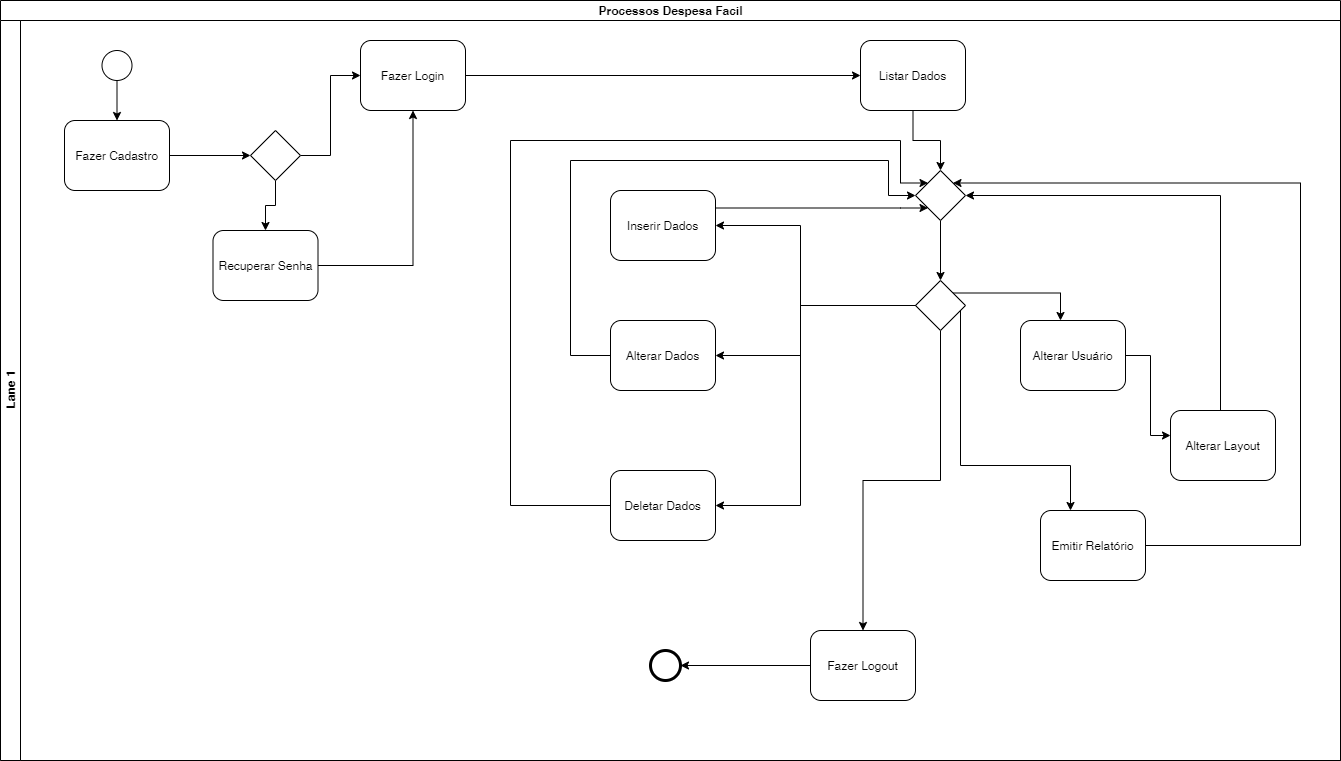 Processos Despesa Facil
Lane 1
Fazer Login
Listar Dados
Fazer Cadastro
Inserir Dados
Recuperar Senha
Alterar Dados
Alterar Usuário
Alterar Layout
Deletar Dados
Emitir Relatório
Fazer Logout